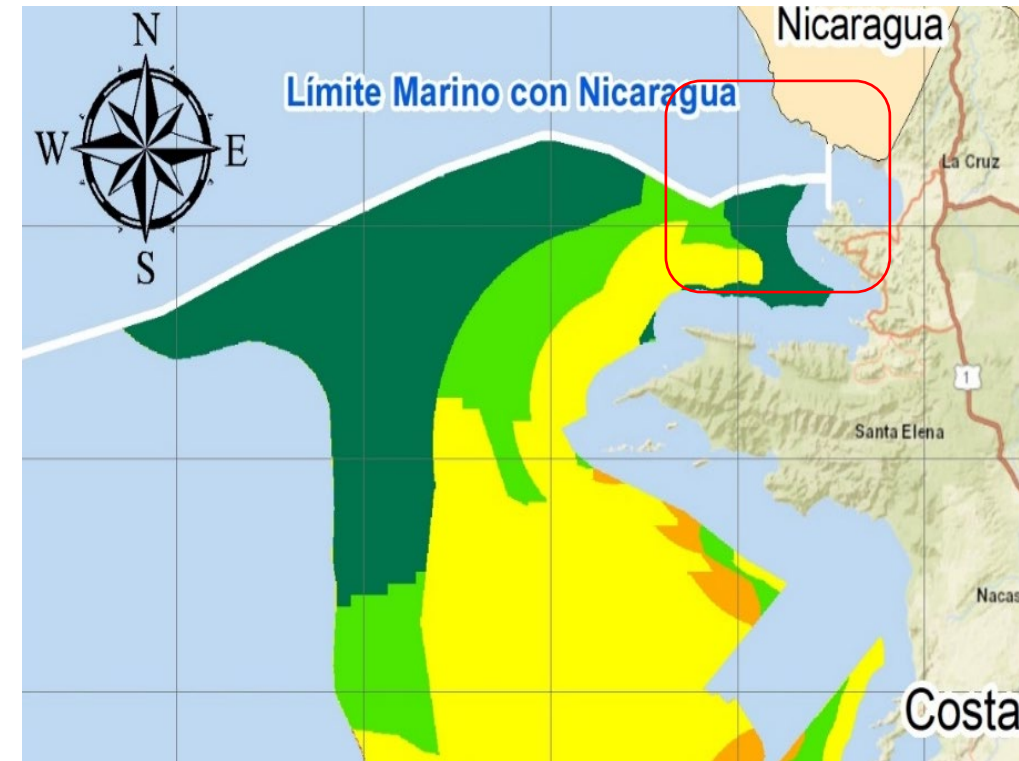 N
Nicaragua
Límite Marino con Nicaragua
W
E
La Cruz
S
1
Santa Elena
Nacas
Costa